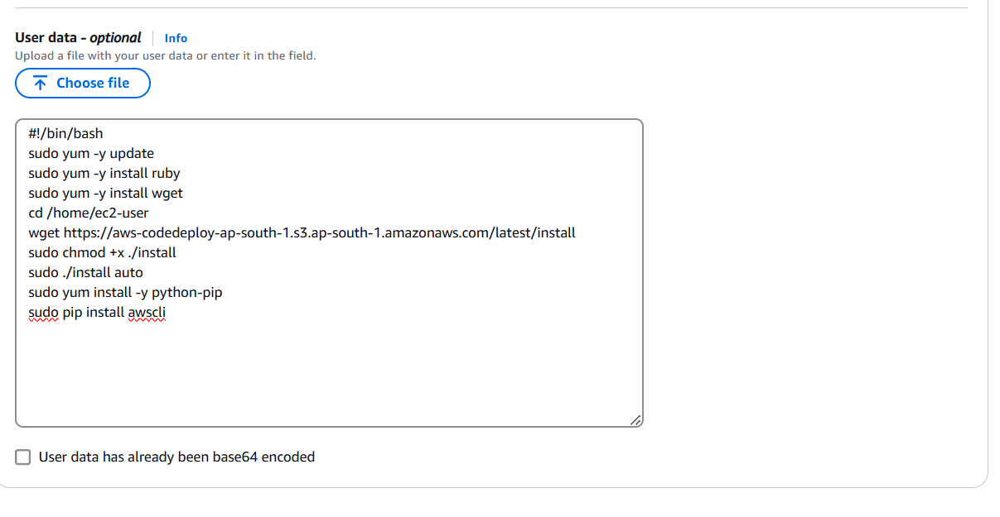 User data - optional Info
Upload a file with your user data or enter it in the field.
Choose file
#!/bin/bash
sudo yum -y update
sudo yum -y install ruby
sudo yum -y install wget
cd /home/ec2-user
wget https://aws-codedeploy-ap-south-1.s3.ap-south-1.amazonaws.com/latest/install
sudo chmod +x ./install
sudo ./install auto
sudo yum install -y python-pip
sudo pip install awscli
User data has already been base64 encoded